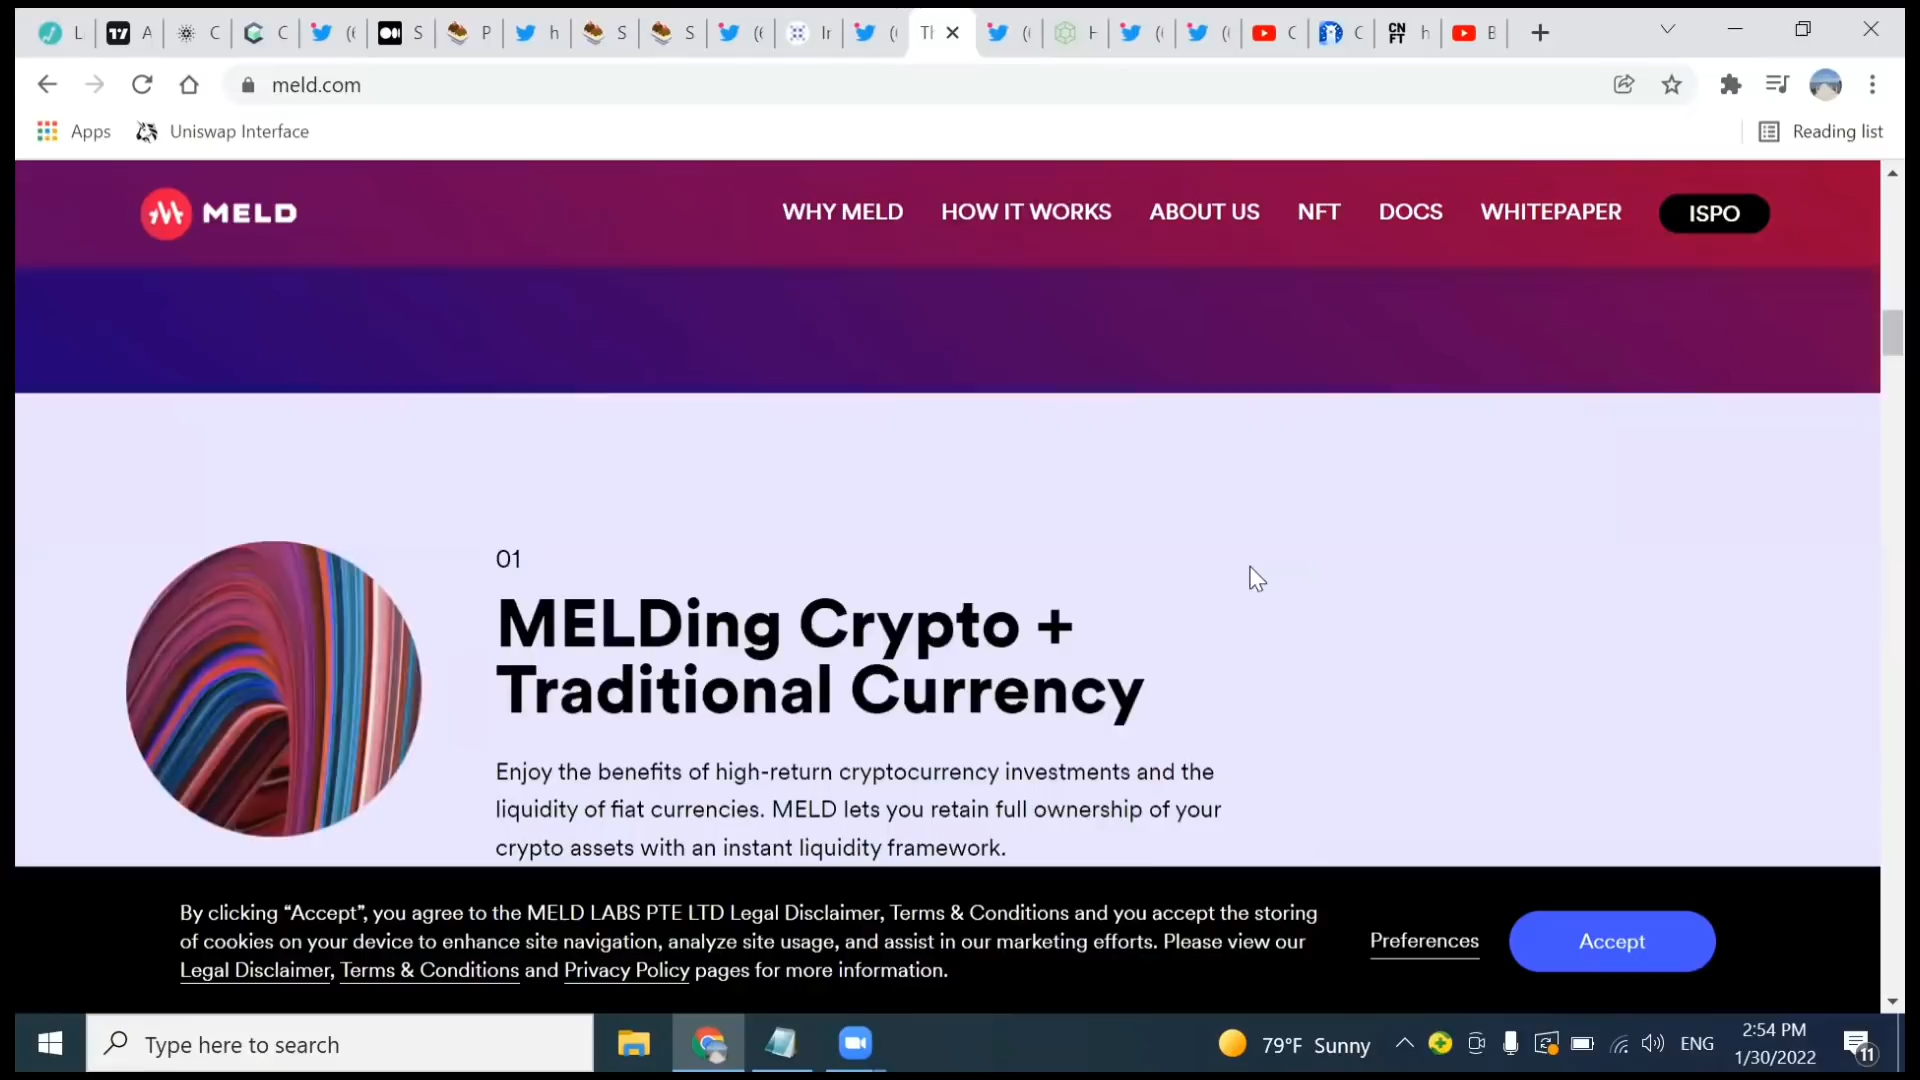 L A C C (6 S P h S S (6 Ir ( Th ( H ( ( C C CNFT h B
meld.com
Apps Uniswap Interface Reading list
MELD WHY MELD HOW IT WORKS ABOUT US NFT DOCS WHITEPAPER ISPO
01
MELDing Crypto +
Traditional Currency
Enjoy the benefits of high-return cryptocurrency investments and the
liquidity of fiat currencies. MELD lets you retain full ownership of your
crypto assets with an instant liquidity framework.
By clicking “Accept”, you agree to the MELD LABS PTE LTD Legal Disclaimer, Terms & Conditions and you accept the storing
of cookies on your device to enhance site navigation, analyze site usage, and assist in our marketing efforts. Please view our
Legal Disclaimer, Terms & Conditions and Privacy Policy pages for more information.
Preferences Accept
Type here to search 79°F Sunny ENG 2:54 PM
1/30/2022 11